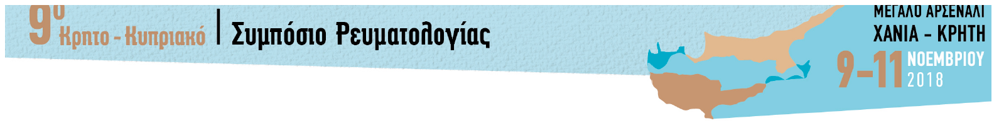 9ο Κρητο - Κυπριακό | Συμπόσιο Ρευματολογίας
ΜΕΓΑΛΟ ΑΡΣΕΝΑΛΙ
ΧΑΝΙΑ - ΚΡΗΤΗ
9-11 ΝΟΕΜΒΡΙΟΥ
2018